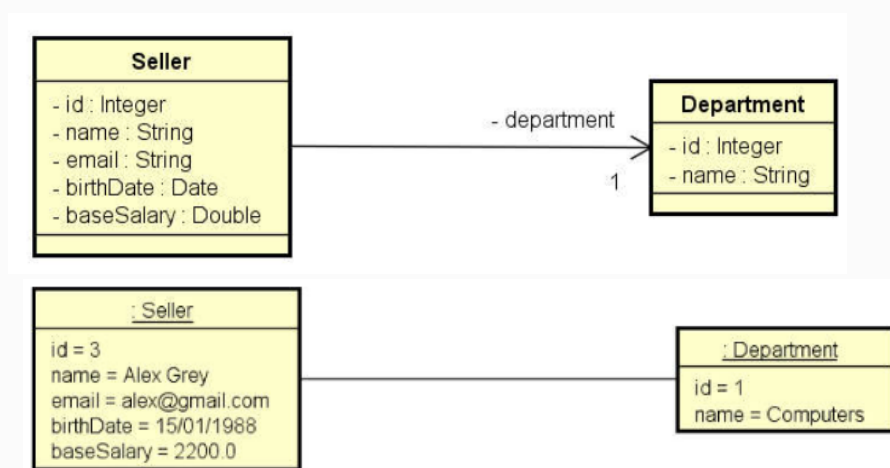 Seller
- id : Integer
- name : String
- email : String
- birthDate : Date
- baseSalary : Double
- department
1
Department
- id : Integer
- name : String
: Seller
id = 3
name = Alex Grey
email = alex@gmail.com
birthDate = 15/01/1988
baseSalary = 2200.0
: Department
id = 1
name = Computers